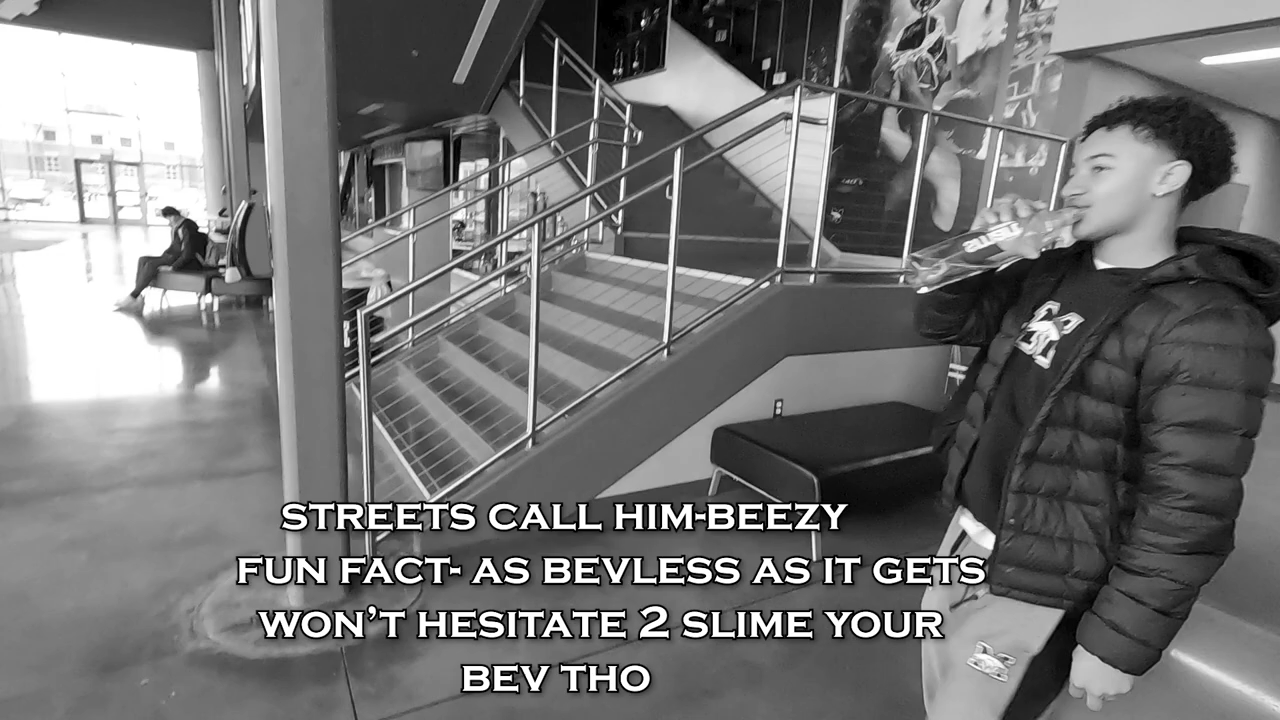 STREETS CALL HIM-BEEZY
FUN FACT- AS BEVLESS AS IT GETS
WON'T HESITATE 2 SLIME YOUR
BEV THO